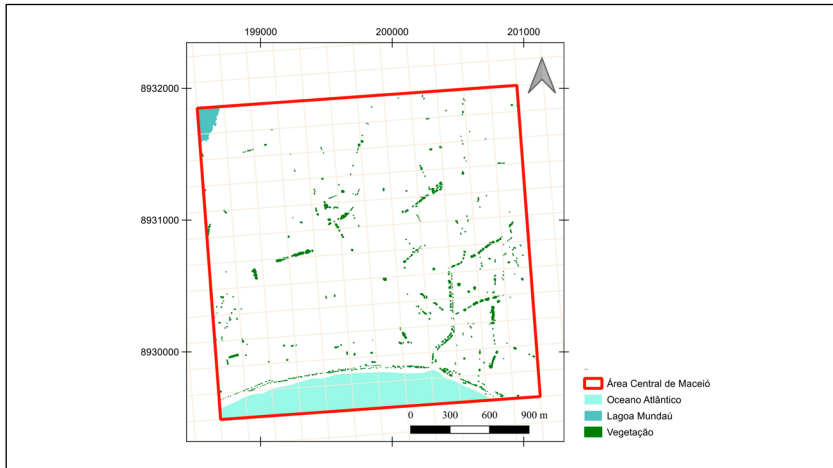 199000 200000 201000
8932000
8931000
8930000
0 300 600 900 m
Área Central de Maceió
Oceano Atlântico
Lagoa Mundaú
Vegetação